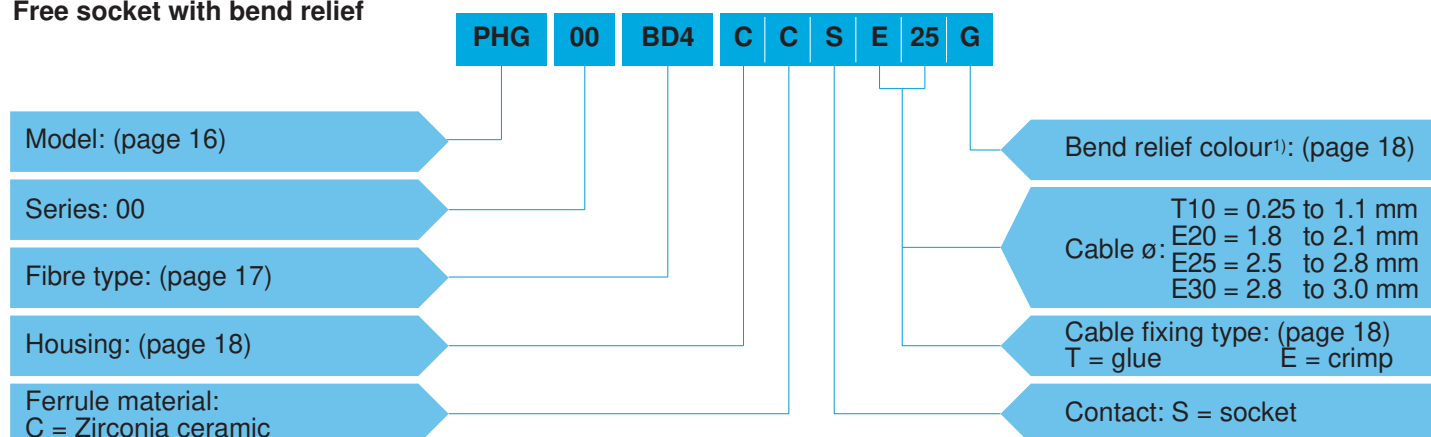 Free socket with bend relief
PHG 00 BD4 C C S E 25 G
Model: (page 16)
Series: 00
Fibre type: (page 17)
Housing: (page 18)
Ferrule material:
C = Zirconia ceramic
Bend relief colour¹⁾: (page 18)
Cable ø:
T10 = 0.25 to 1.1 mm
E20 = 1.8 to 2.1 mm
E25 = 2.5 to 2.8 mm
E30 = 2.8 to 3.0 mm
Cable fixing type: (page 18)
T = glue E = crimp
Contact: S = socket